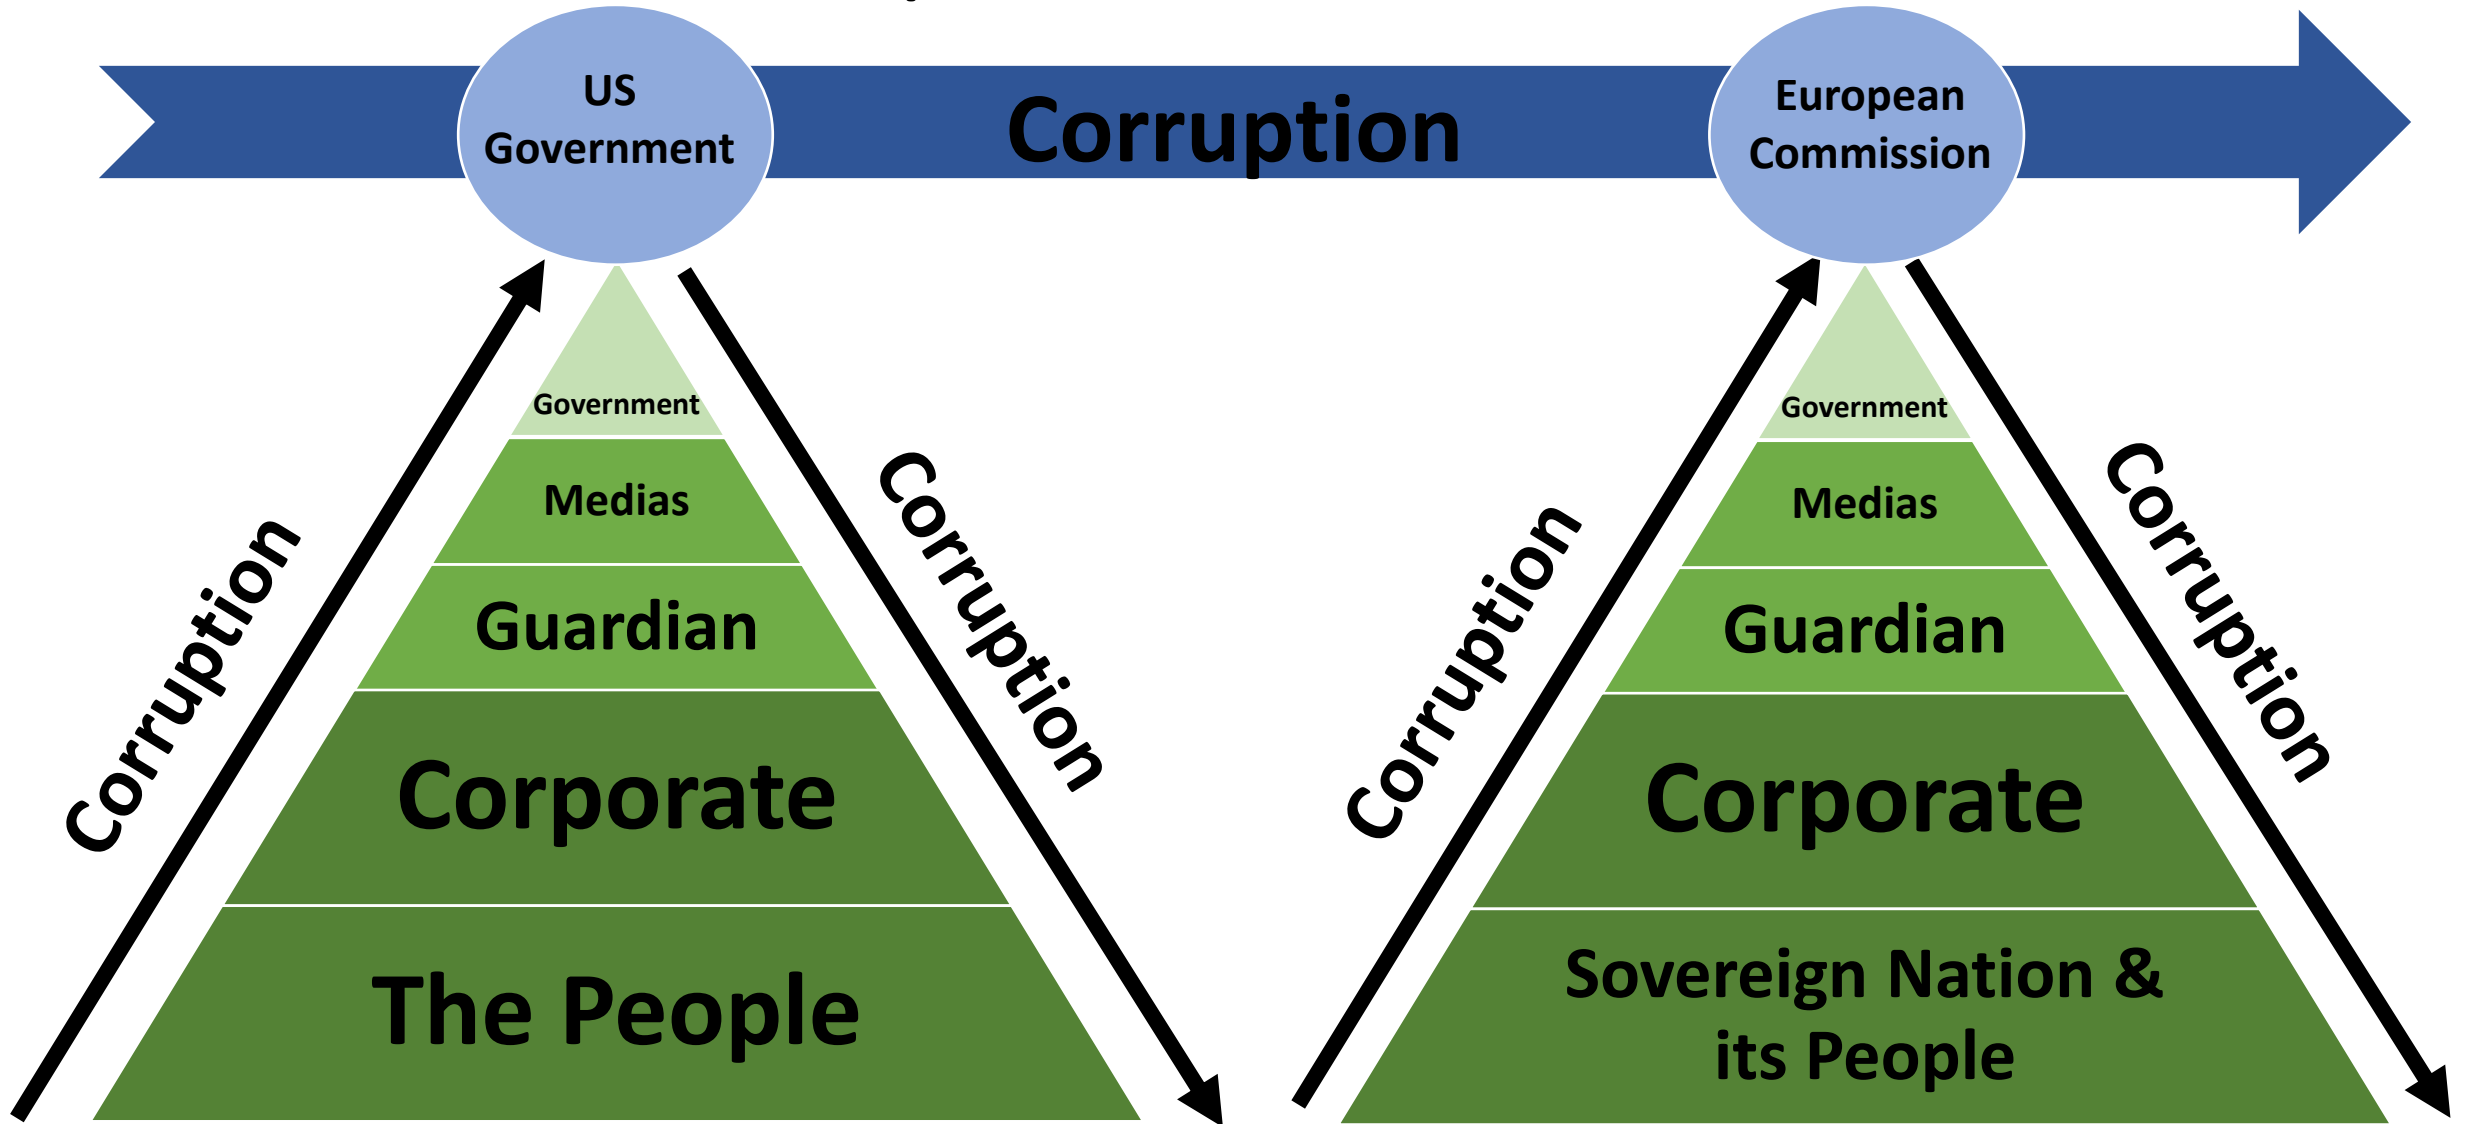 US
Government
Corruption
European
Commission
Government
Medias
Guardian
Corporate
The People
Corruption
Corruption
Government
Medias
Guardian
Corporate
Sovereign Nation &
its People
Corruption
Corruption